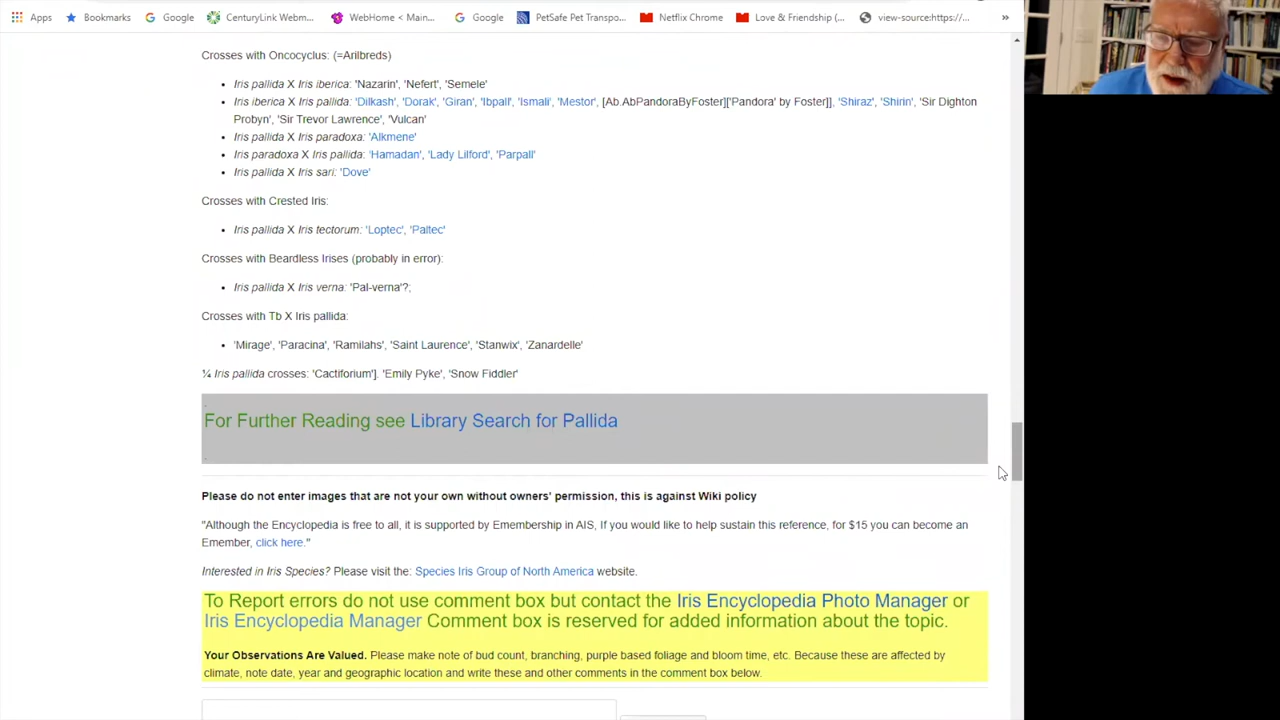 Apps Bookmarks Google CenturyLink Webm... WebHome < Main... Google PetSafe Pet Transpo... Netflix Chrome Love & Friendship (... view-source:https://... »
Crosses with Oncocyclus: (=Arilbreds)
• Iris pallida X Iris iberica: 'Nazarin', 'Nefert', 'Semele'
• Iris iberica X Iris pallida: 'Dilkash', 'Dorak', 'Giran', 'Ibpall', 'Ismali', 'Mestor', [Ab.AbPandoraByFoster]['Pandora' by Foster]], 'Shiraz', 'Shirin', 'Sir Dighton
Probyn', 'Sir Trevor Lawrence', 'Vulcan'
• Iris pallida X Iris paradoxa: 'Alkmene'
• Iris paradoxa X Iris pallida: 'Hamadan', 'Lady Lilford', 'Parpall'
• Iris pallida X Iris sari: 'Dove'
Crosses with Crested Iris:
• Iris pallida X Iris tectorum: 'Loptec', 'Paltec'
Crosses with Beardless Irises (probably in error):
• Iris pallida X Iris verna: 'Pal-verna'?;
Crosses with Tb X Iris pallida:
• 'Mirage', 'Paracina', 'Ramilahs', 'Saint Laurence', 'Stanwix', 'Zanardelle'
¼ Iris pallida crosses: 'Cactiforium']. 'Emily Pyke', 'Snow Fiddler'
.
For Further Reading see Library Search for Pallida
.
Please do not enter images that are not your own without owners' permission, this is against Wiki policy
"Although the Encyclopedia is free to all, it is supported by Emembership in AIS, If you would like to help sustain this reference, for $15 you can become an
Emember, click here."
Interested in Iris Species? Please visit the: Species Iris Group of North America website.
To Report errors do not use comment box but contact the Iris Encyclopedia Photo Manager or
Iris Encyclopedia Manager Comment box is reserved for added information about the topic.
Your Observations Are Valued. Please make note of bud count, branching, purple based foliage and bloom time, etc. Because these are affected by
climate, note date, year and geographic location and write these and other comments in the comment box below.